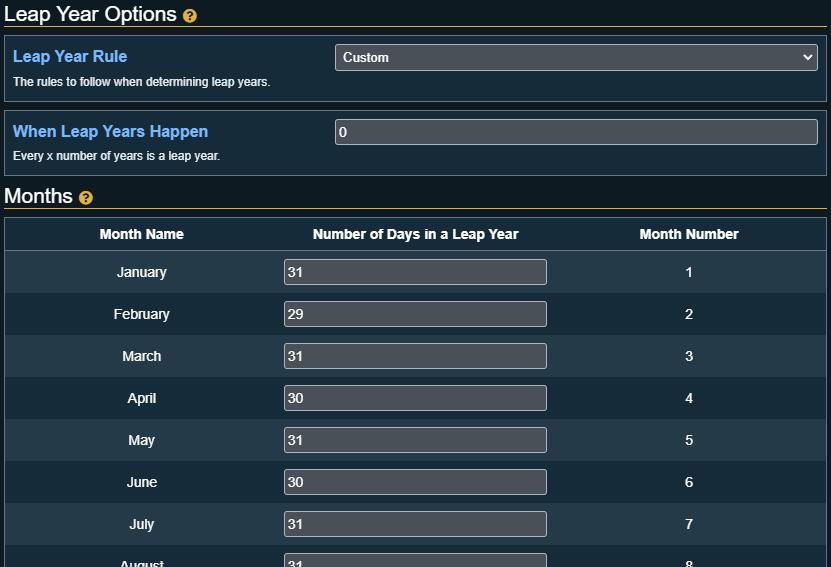 Leap Year Options ?
Leap Year Rule Custom
The rules to follow when determining leap years.
When Leap Years Happen 0
Every x number of years is a leap year.
Months ?
Month Name Number of Days in a Leap Year Month Number
January 31 1
February 29 2
March 31 3
April 30 4
May 31 5
June 30 6
July 31 7
August 31 8